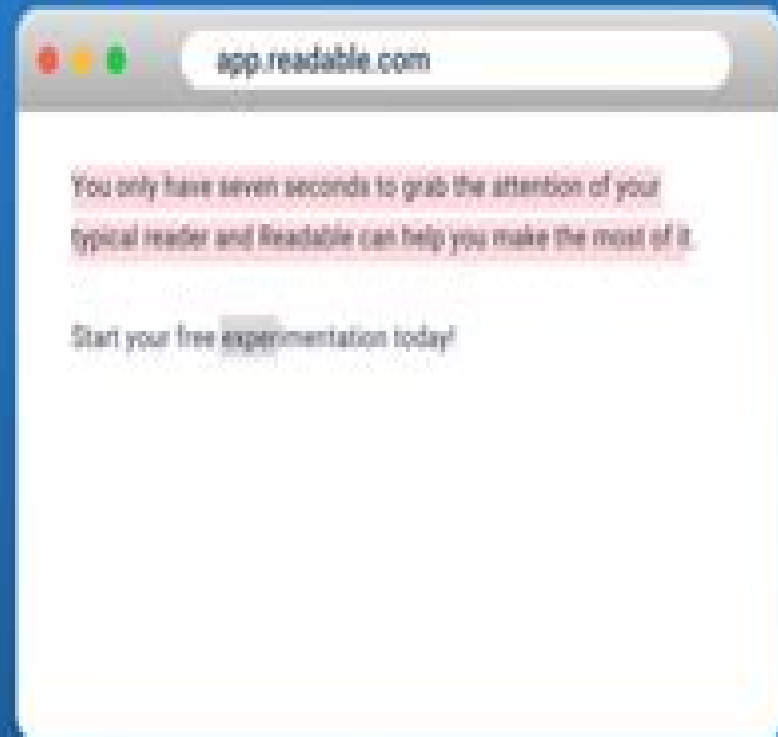 app.readable.com
You only have seven seconds to grab the attention of your
typical reader and Readable can help you make the most of it.
Start your free experimentation today!